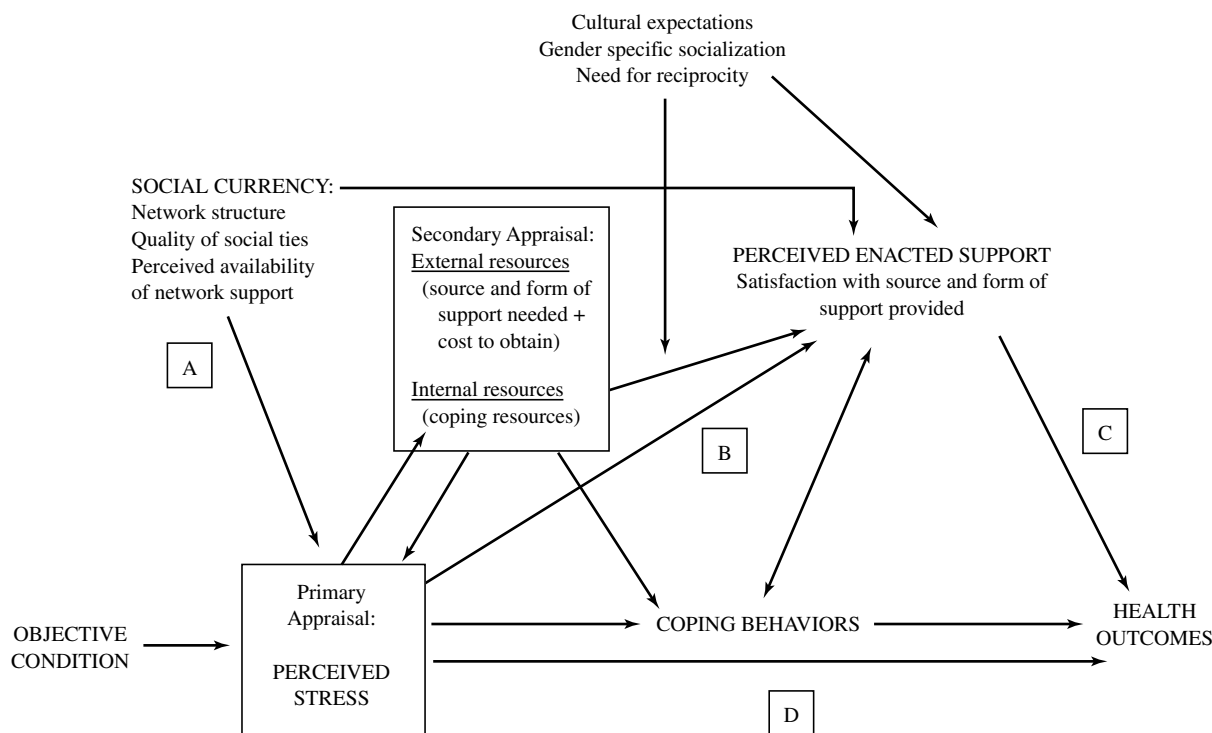 Cultural expectations
Gender specific socialization
Need for reciprocity
SOCIAL CURRENCY:
Network structure
Quality of social ties
Perceived availability
of network support
Secondary Appraisal:
External resources
(source and form of
support needed +
cost to obtain)
Internal resources
(coping resources)
PERCEIVED ENACTED SUPPORT
Satisfaction with source and form of
support provided
A
B
C
Primary
Appraisal:
PERCEIVED
STRESS
OBJECTIVE
CONDITION
COPING BEHAVIORS
HEALTH
OUTCOMES
D